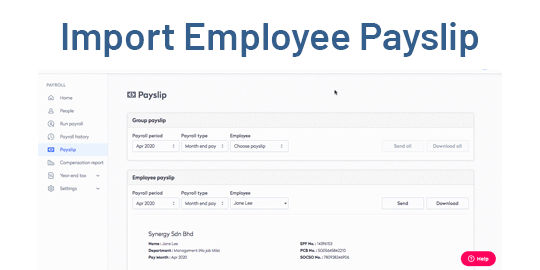 Import Employee Payslip
PAYROLL
Home
People
Run payroll
Payroll history
Payslip
Compensation report
Year-end tax
Settings
Payslip
Group payslip
Payroll period Payroll type Employee
Apr 2020 Month end pay Choose payslip Send all Download all
Employee payslip
Payroll period Payroll type Employee
Apr 2020 Month end pay Jane Lee Send Download
Synergy Sdn Bhd
Name : Jane Lee
Department : Management (No job title)
Pay Month : Apr 2020
EPF No. : 14396153
PCB No. :
SOCSO No. :
Help